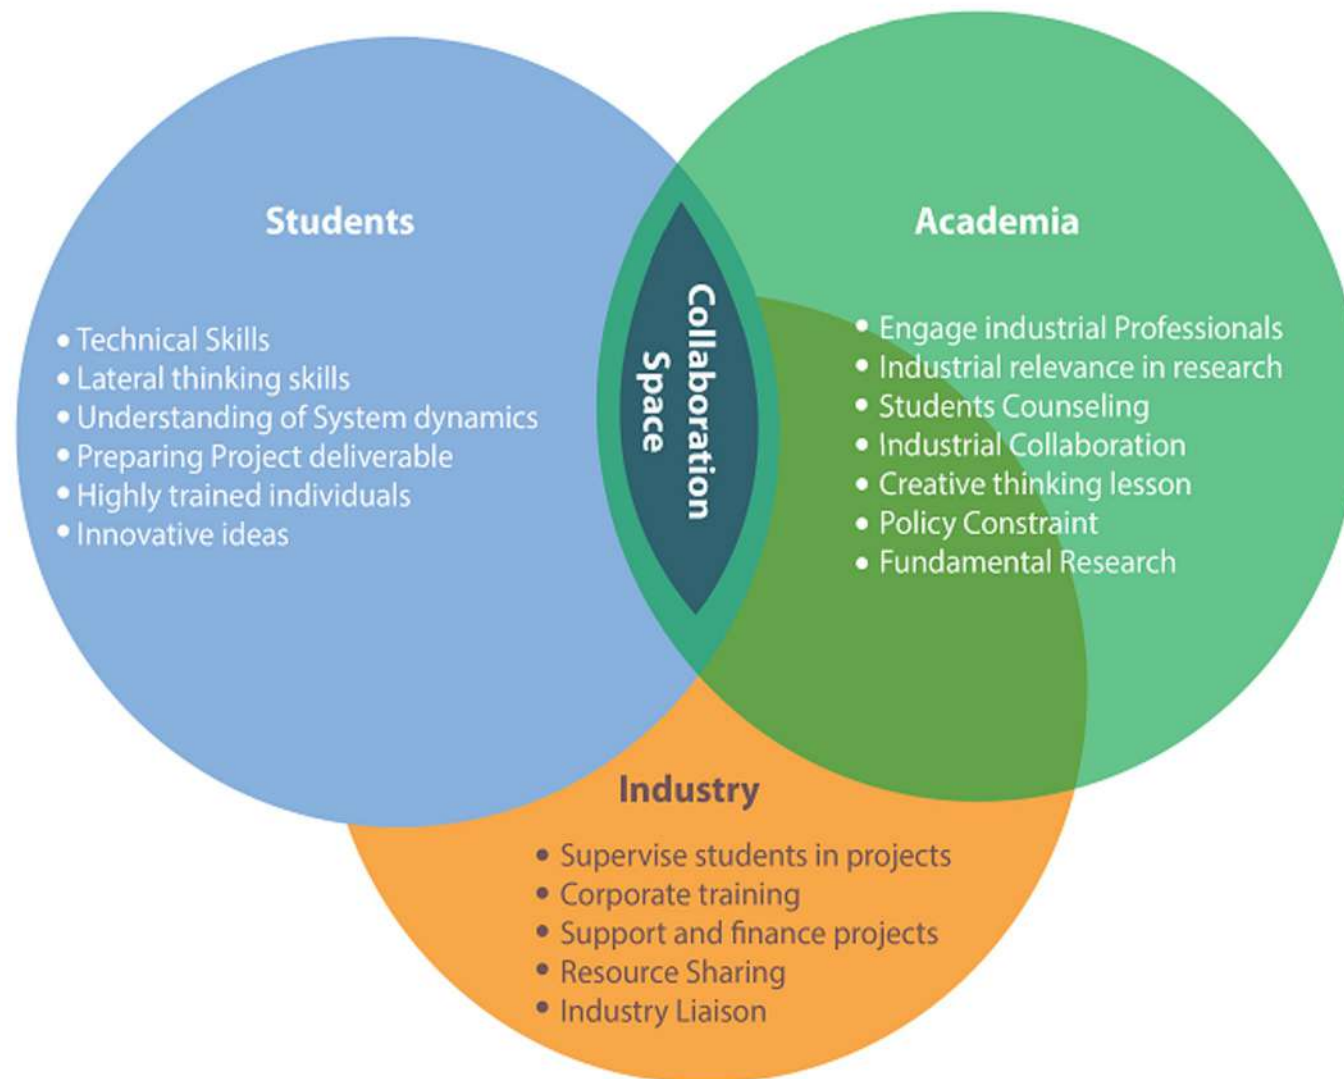 Students
• Technical Skills
• Lateral thinking skills
• Understanding of System dynamics
• Preparing Project deliverable
• Highly trained individuals
• Innovative ideas
Collaboration
Space
Academia
• Engage industrial Professionals
• Industrial relevance in research
• Students Counseling
• Industrial Collaboration
• Creative thinking lesson
• Policy Constraint
• Fundamental Research
Industry
• Supervise students in projects
• Corporate training
• Support and finance projects
• Resource Sharing
• Industry Liaison